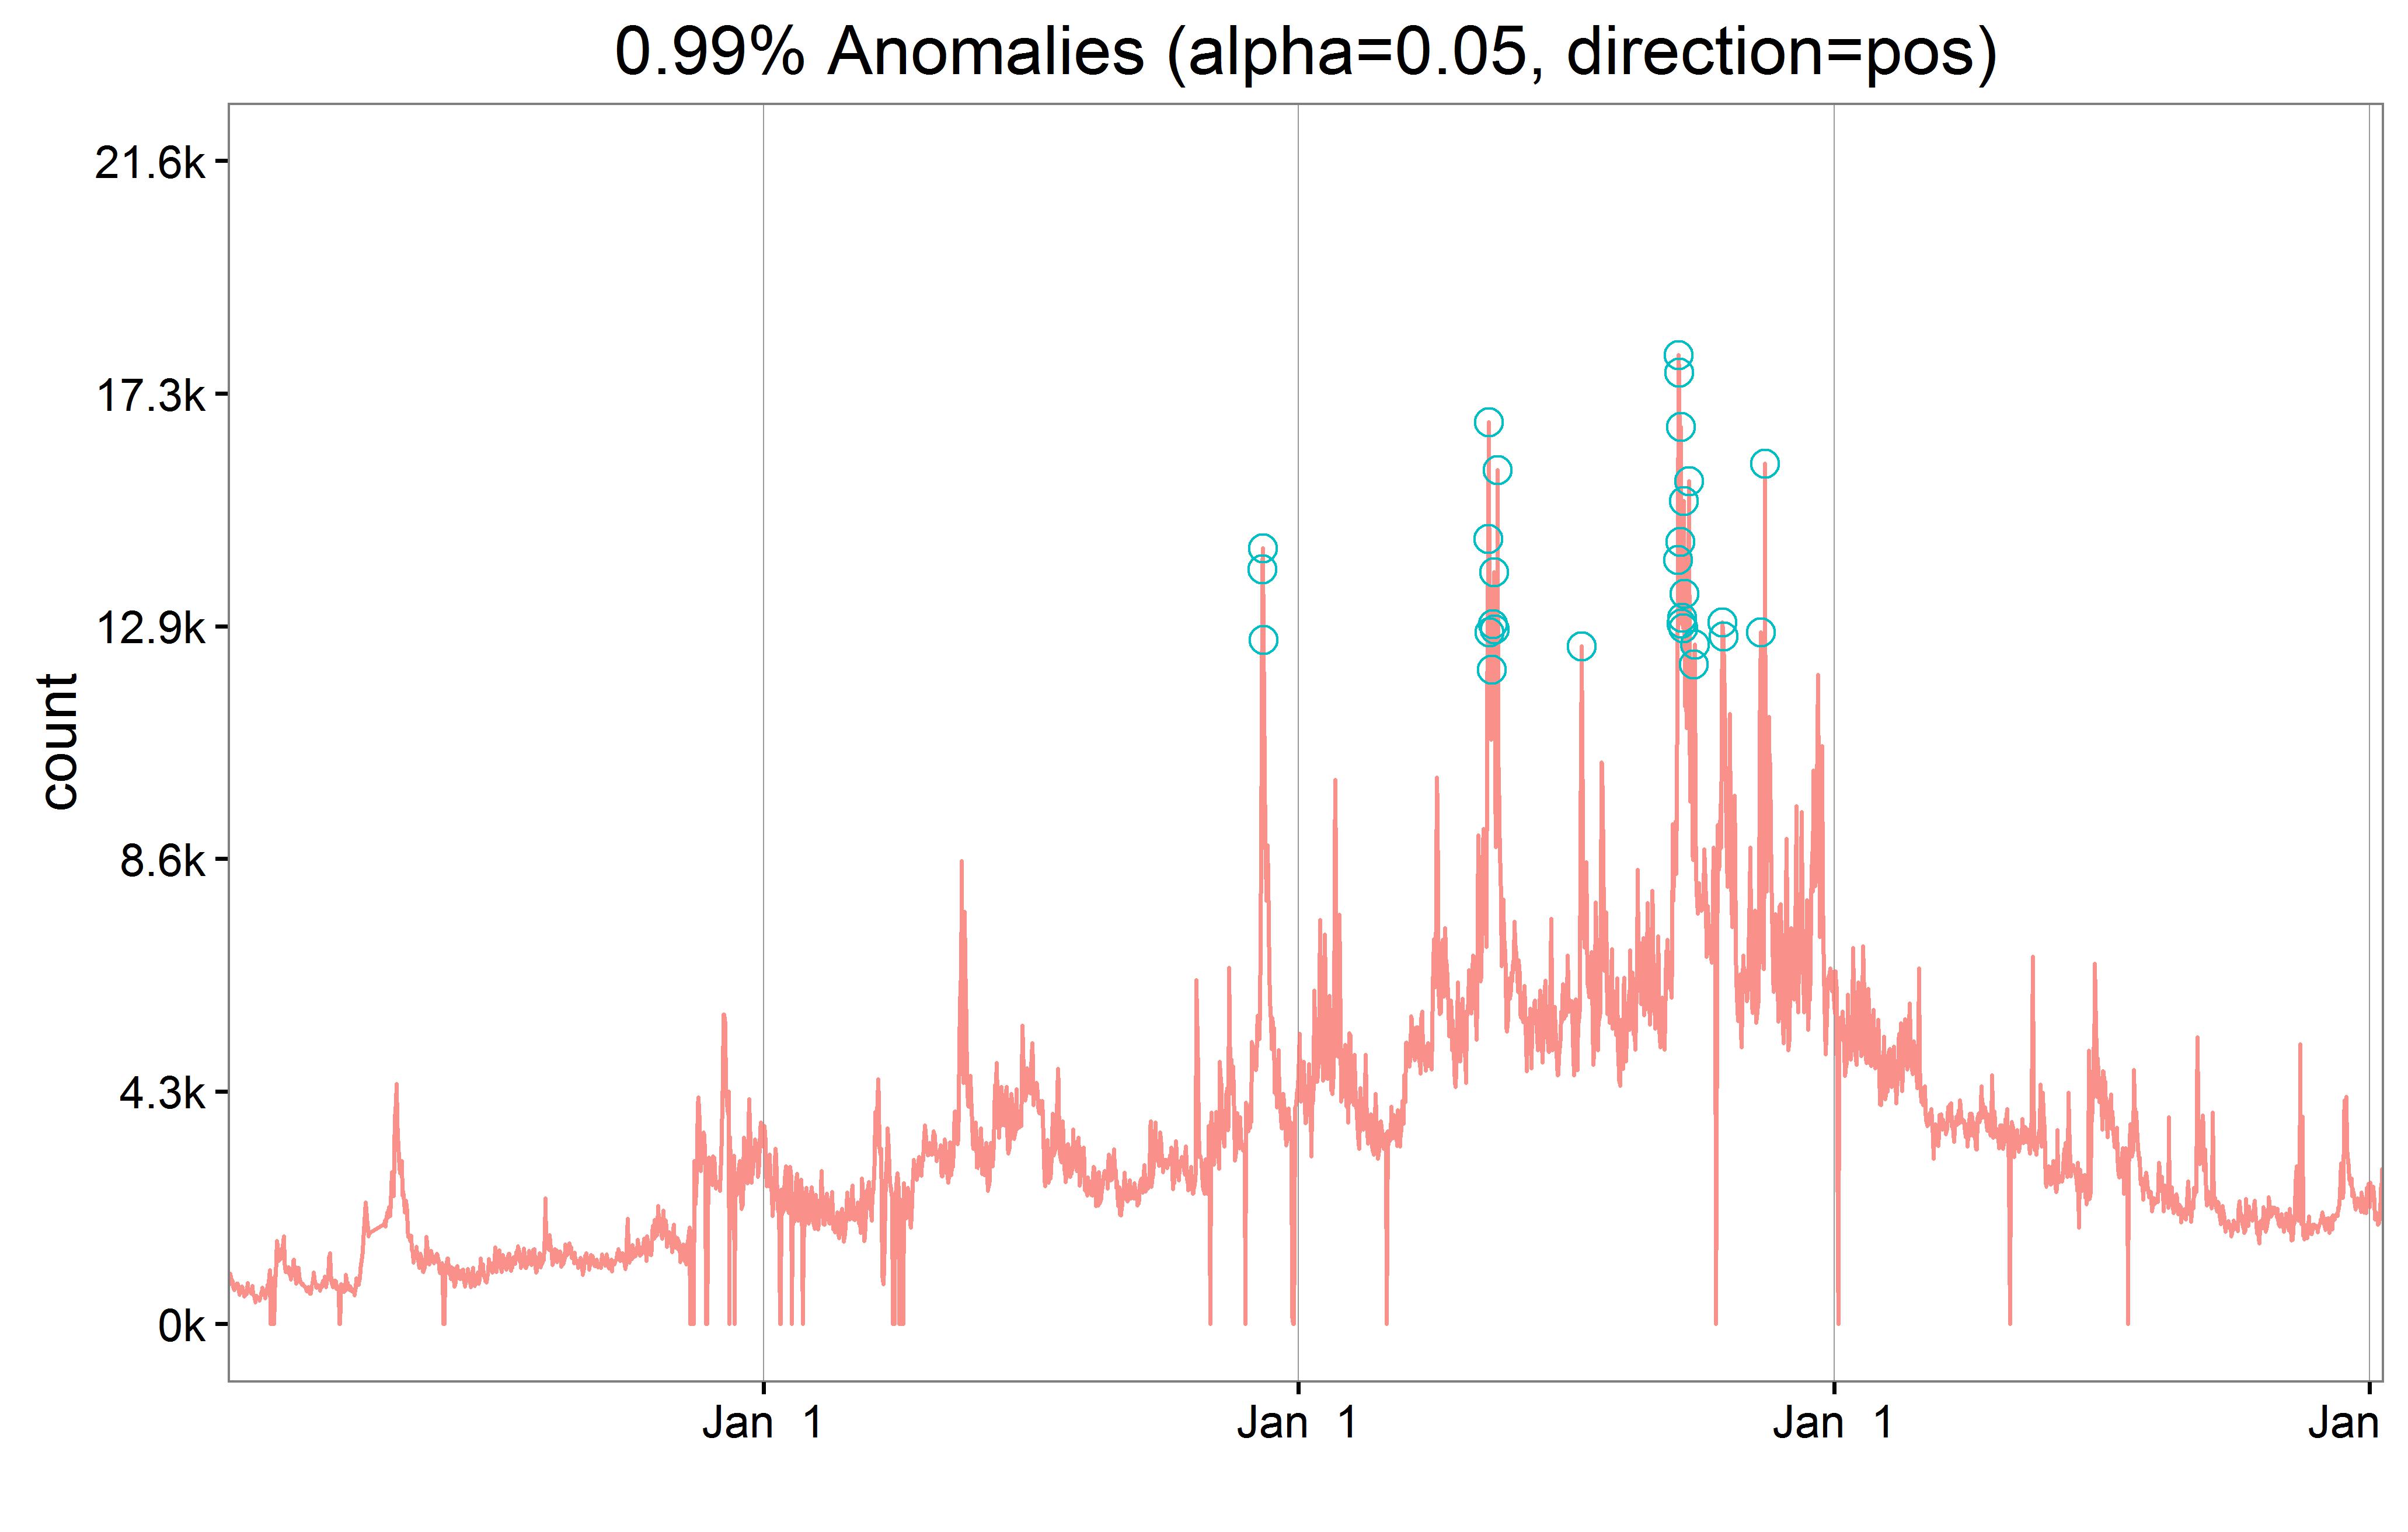 0.99% Anomalies (alpha=0.05, direction=pos)
21.6k
17.3k
12.9k
8.6k
4.3k
0k
count
Jan 1
Jan 1
Jan 1
Jan